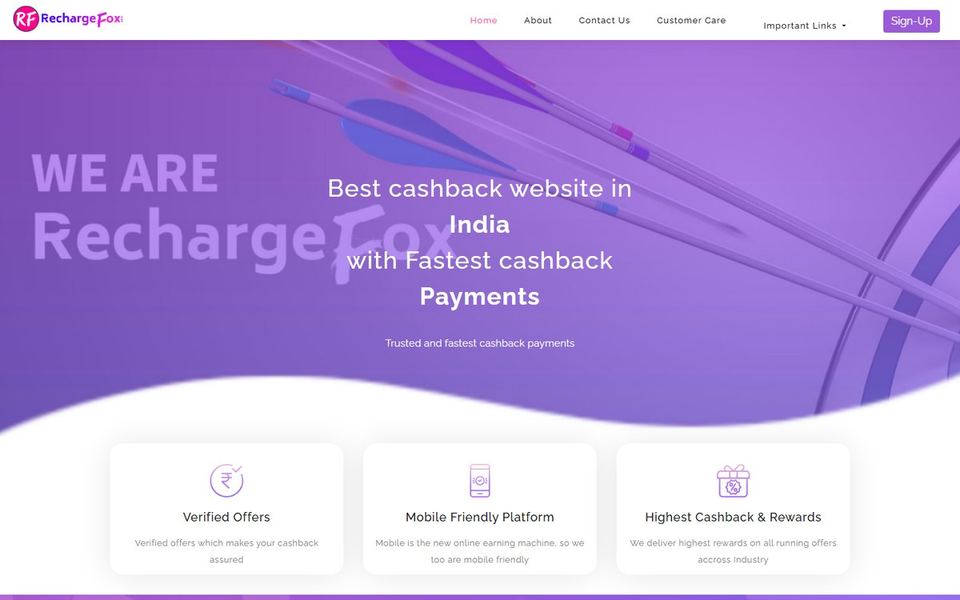 RF RechargeFox
Home About Contact Us Customer Care Important Links Sign-Up
WE ARE
RechargeFox
Best cashback website in
India
with Fastest cashback
Payments
Trusted and fastest cashback payments
Verified Offers
Verified offers which makes your cashback
assured
Mobile Friendly Platform
Mobile is the new online earning machine. so we
too are mobile friendly
Highest Cashback & Rewards
We deliver highest rewards on all running offers
accross Industry